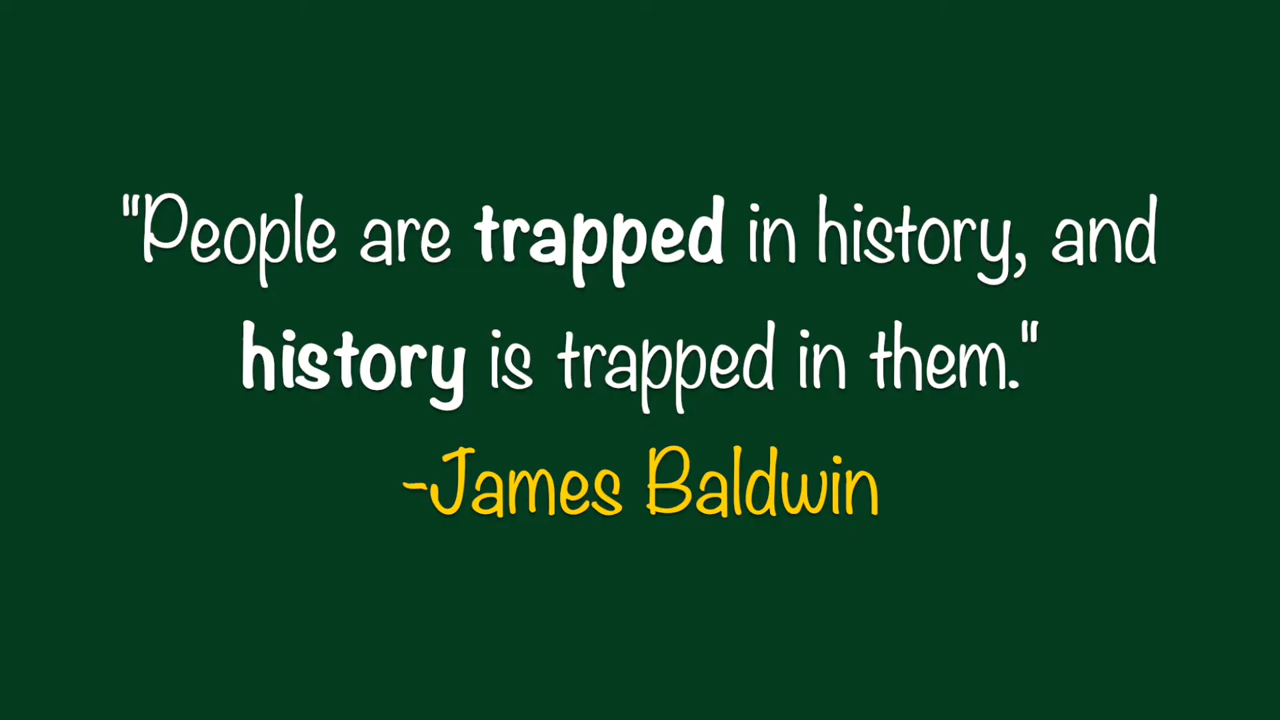 "People are trapped in history, and
history is trapped in them."
-James Baldwin